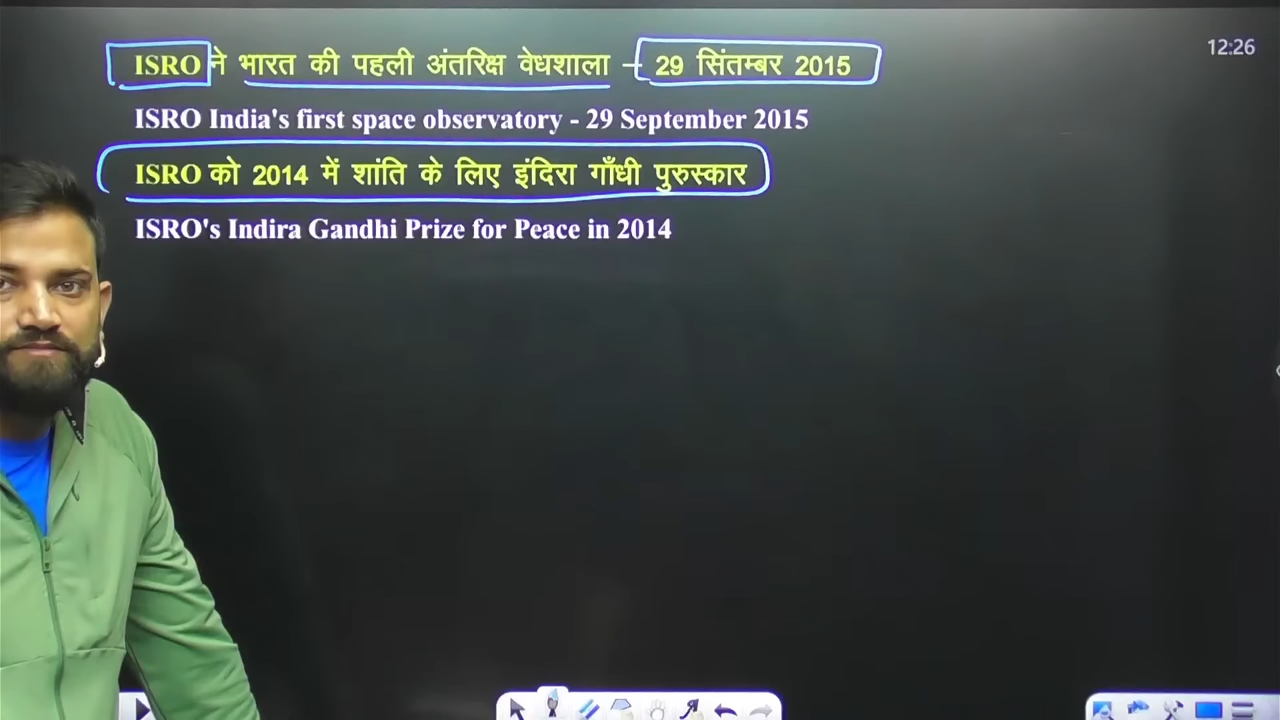 12:26
ISRO ने भारत की पहली अंतरिक्ष वेधशाला – 29 सिंतम्बर 2015
ISRO India's first space observatory - 29 September 2015
ISRO को 2014 में शांति के लिए इंदिरा गाँधी पुरुस्कार
ISRO's Indira Gandhi Prize for Peace in 2014